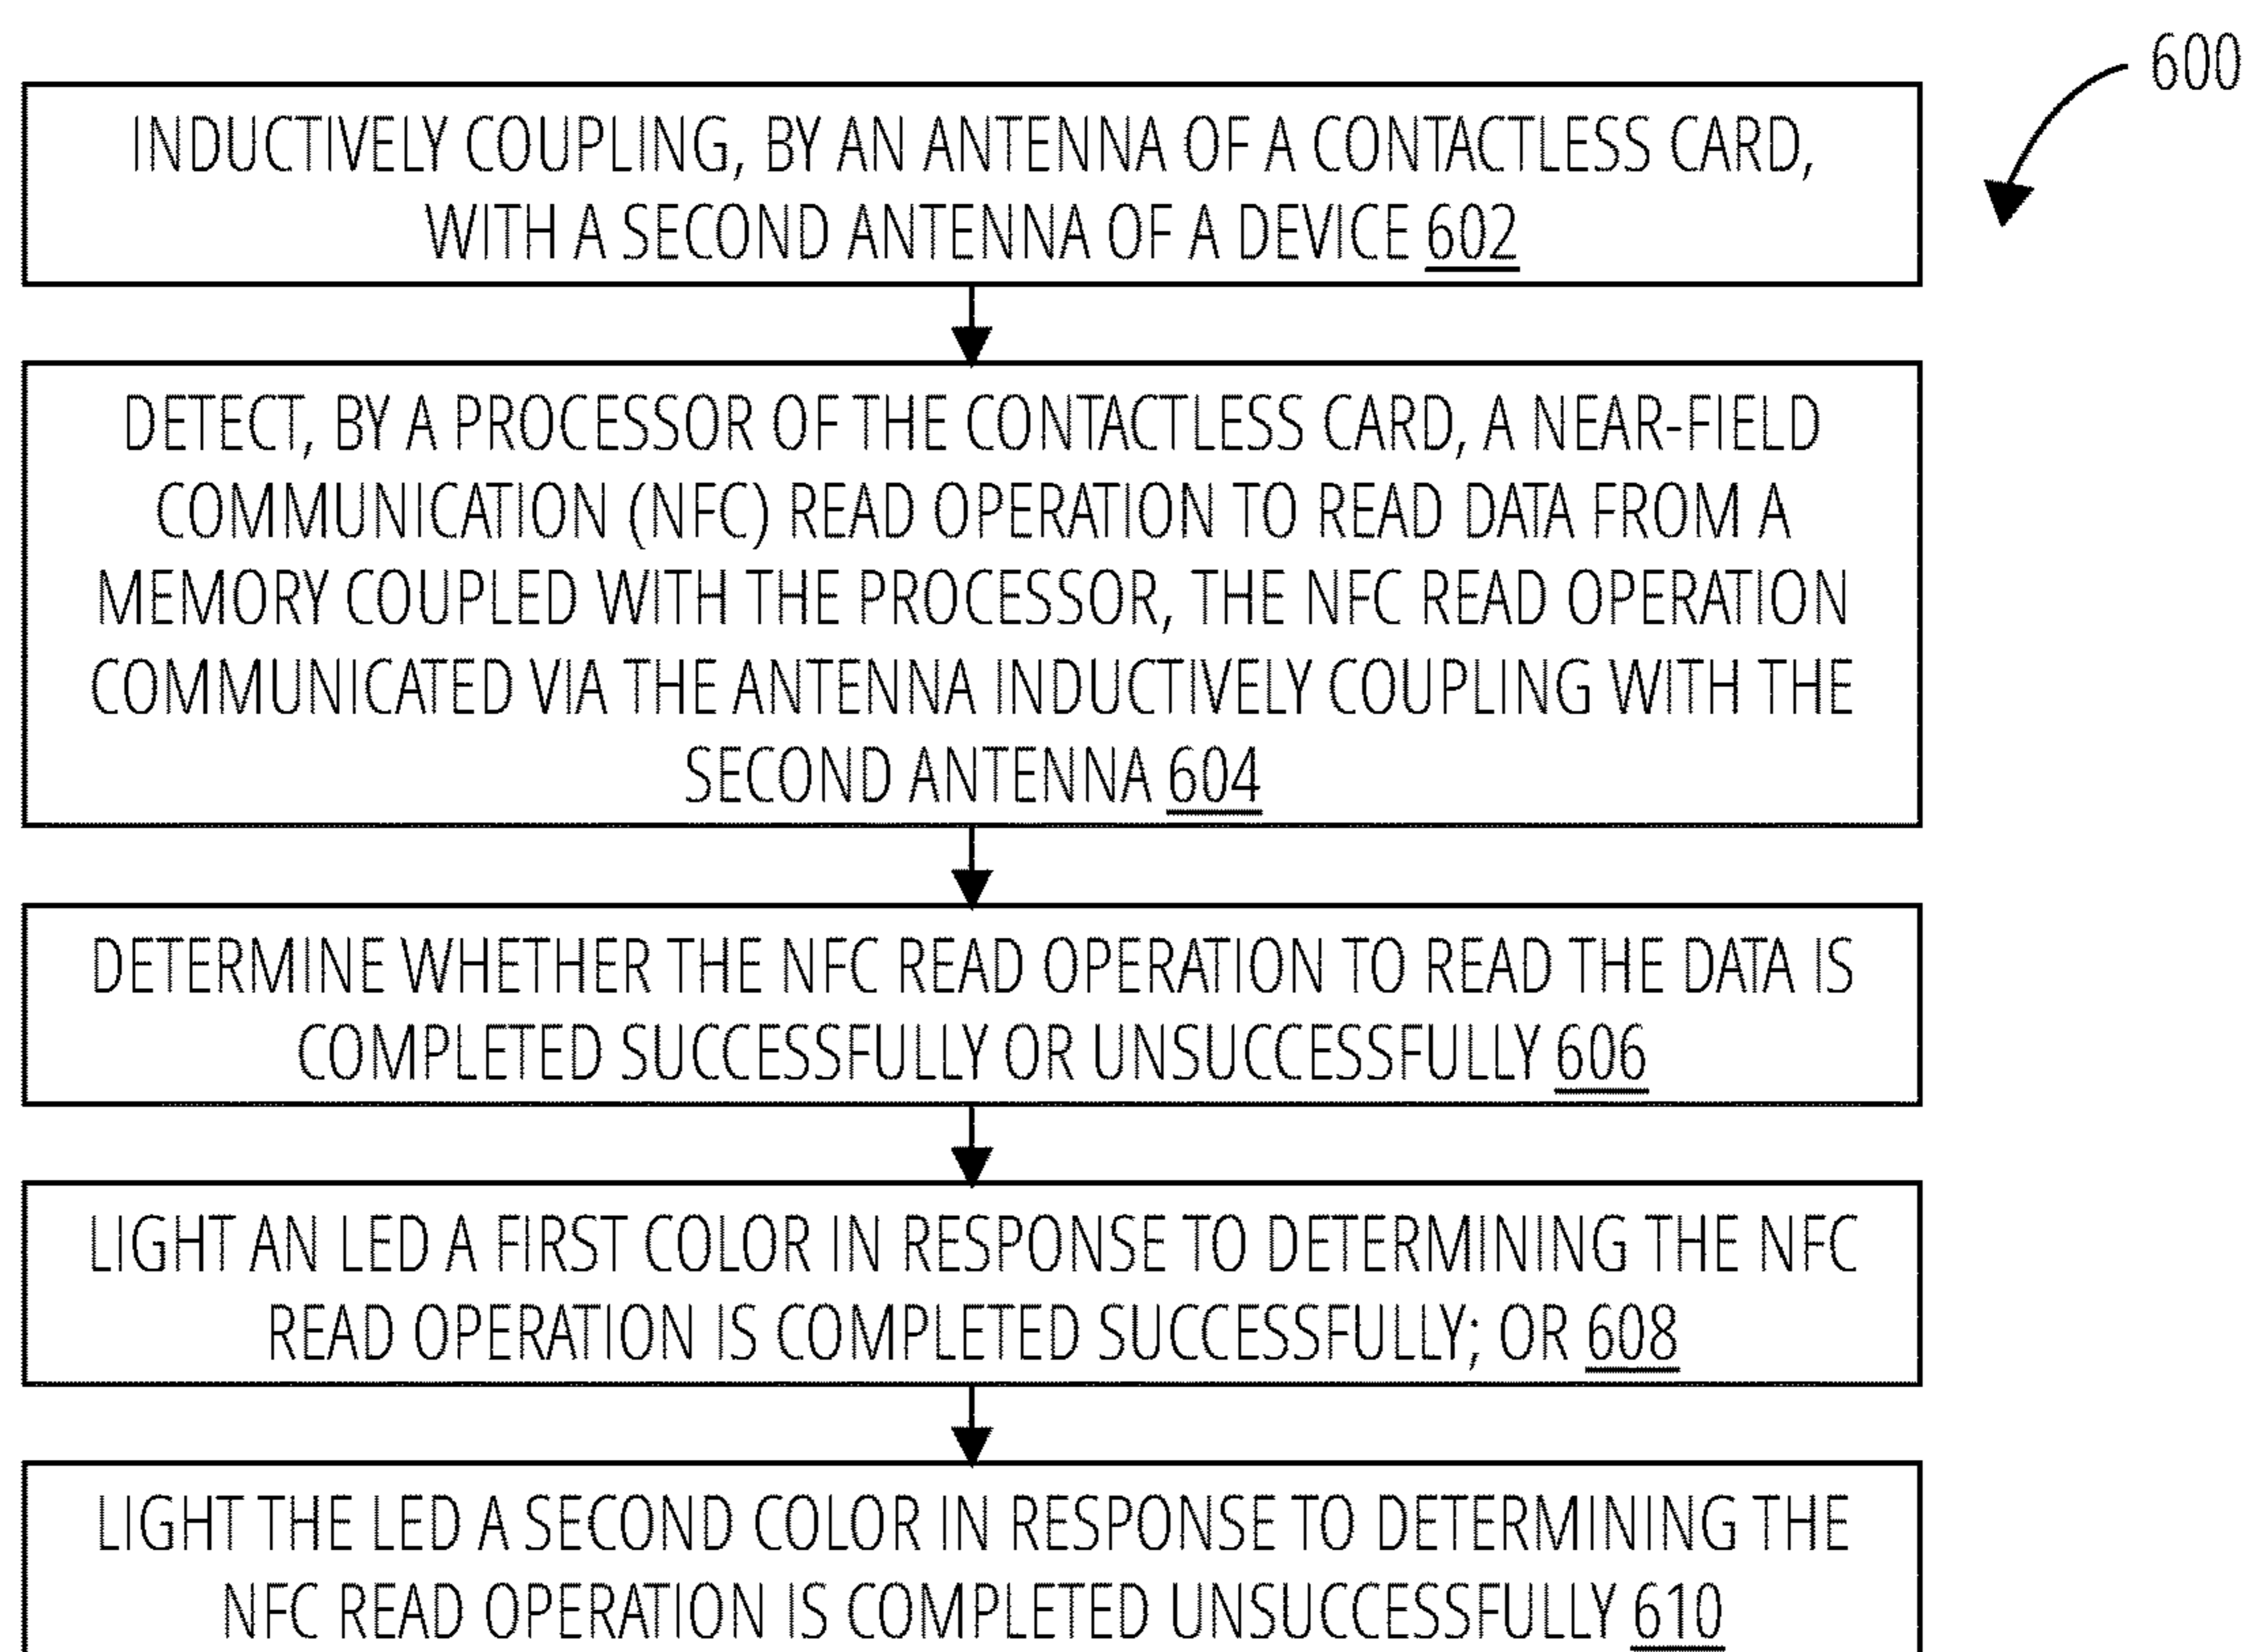 600
INDUCTIVELY COUPLING, BY AN ANTENNA OF A CONTACTLESS CARD,
WITH A SECOND ANTENNA OF A DEVICE 602
DETECT, BY A PROCESSOR OF THE CONTACTLESS CARD, A NEAR-FIELD
COMMUNICATION (NFC) READ OPERATION TO READ DATA FROM A
MEMORY COUPLED WITH THE PROCESSOR, THE NFC READ OPERATION
COMMUNICATED VIA THE ANTENNA INDUCTIVELY COUPLING WITH THE
SECOND ANTENNA 604
DETERMINE WHETHER THE NFC READ OPERATION TO READ THE DATA IS
COMPLETED SUCCESSFULLY OR UNSUCCESSFULLY 606
LIGHT AN LED A FIRST COLOR IN RESPONSE TO DETERMINING THE NFC
READ OPERATION IS COMPLETED SUCCESSFULLY; OR 608
LIGHT THE LED A SECOND COLOR IN RESPONSE TO DETERMINING THE
NFC READ OPERATION IS COMPLETED UNSUCCESSFULLY 610